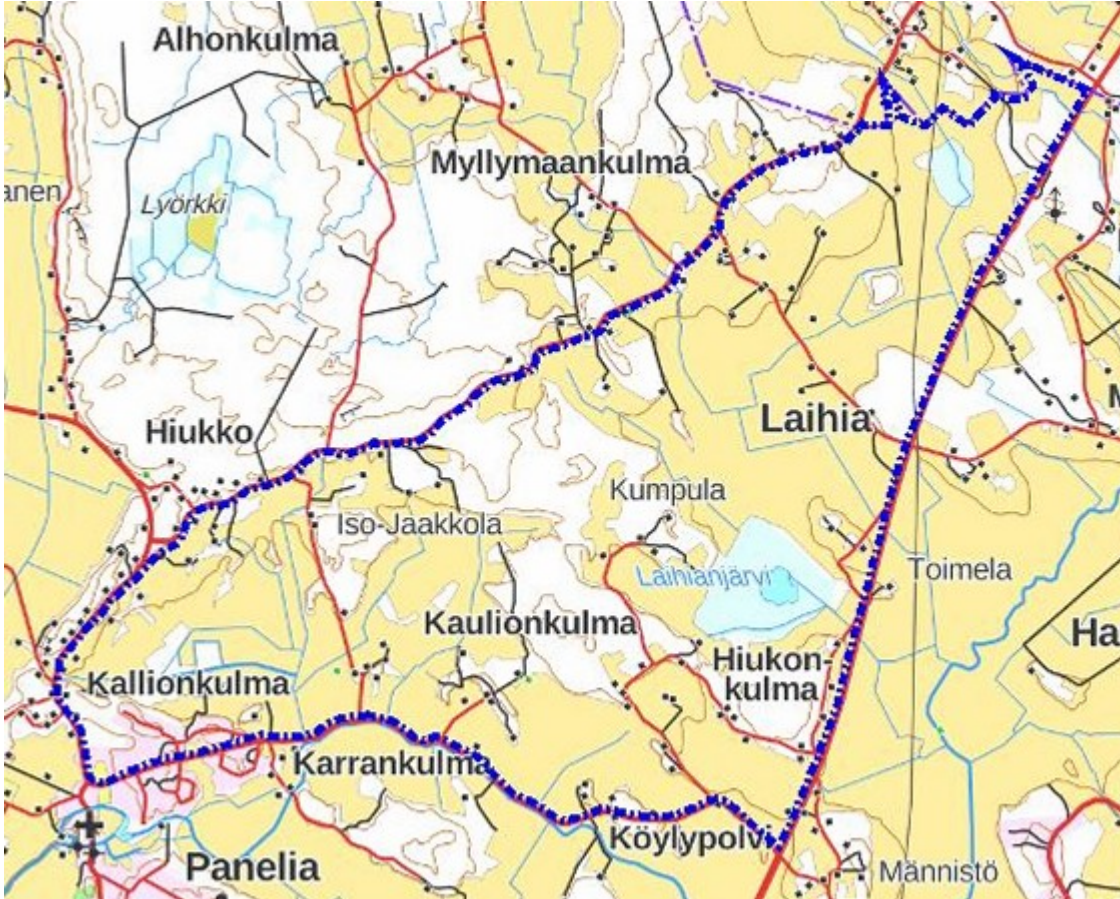 Alhonkulma
Myllymaankulma
anen
Lyörkki
Laihia
Hiukko
Kumpula
Iso-Jaakkola
Laihianjärvi
Toimela
Kaulionkulma
Ha
Hiukon-
kulma
Kallionkulma
Karrankulma
Köylypolvi
Panelia
Männistö